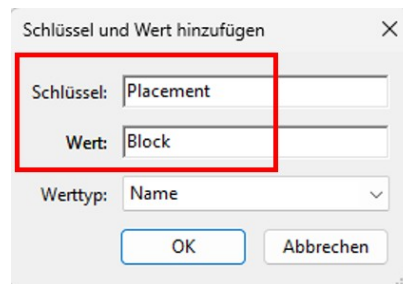 Schlüssel und Wert hinzufügen
Schlüssel: Placement
Wert: Block
Werttyp: Name
OK Abbrechen